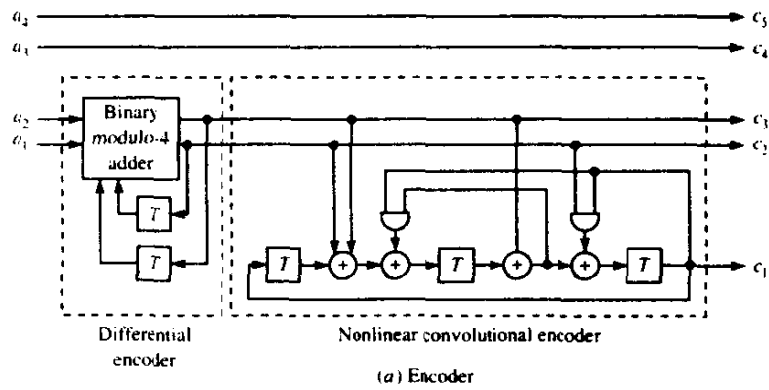 a₄ c₅
a₃ c₄
a₂ Binary modulo-4 adder c₃
a₁ c₂
T
T
T + + T + + T c₁
Differential encoder
Nonlinear convolutional encoder
(a) Encoder